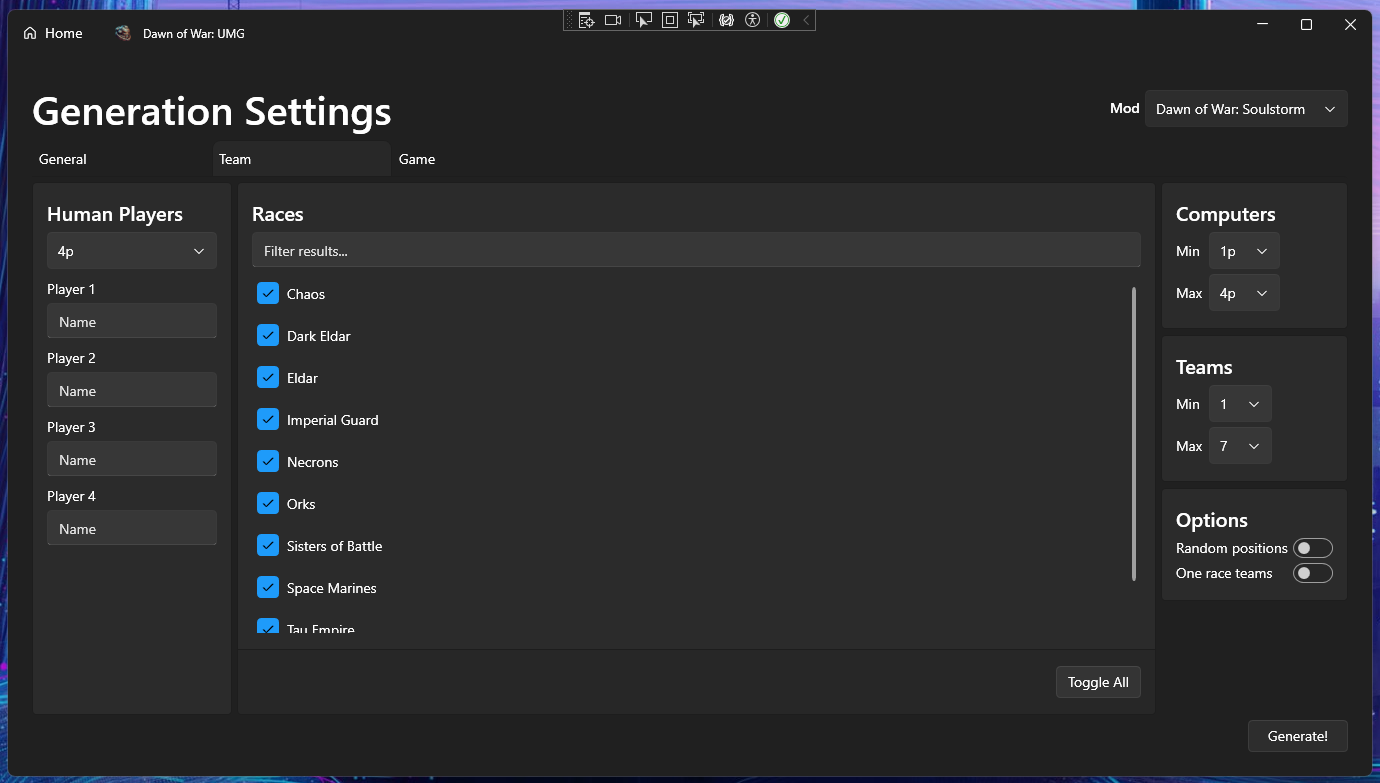 Home
Dawn of War: UMG
Generation Settings
Mod
Dawn of War: Soulstorm
General
Team
Game
Human Players
4p
Player 1
Name
Player 2
Name
Player 3
Name
Player 4
Name
Races
Filter results...
Chaos
Dark Eldar
Eldar
Imperial Guard
Necrons
Orks
Sisters of Battle
Space Marines
Tau Empire
Toggle All
Computers
Min
1p
Max
4p
Teams
Min
1
Max
7
Options
Random positions
One race teams
Generate!